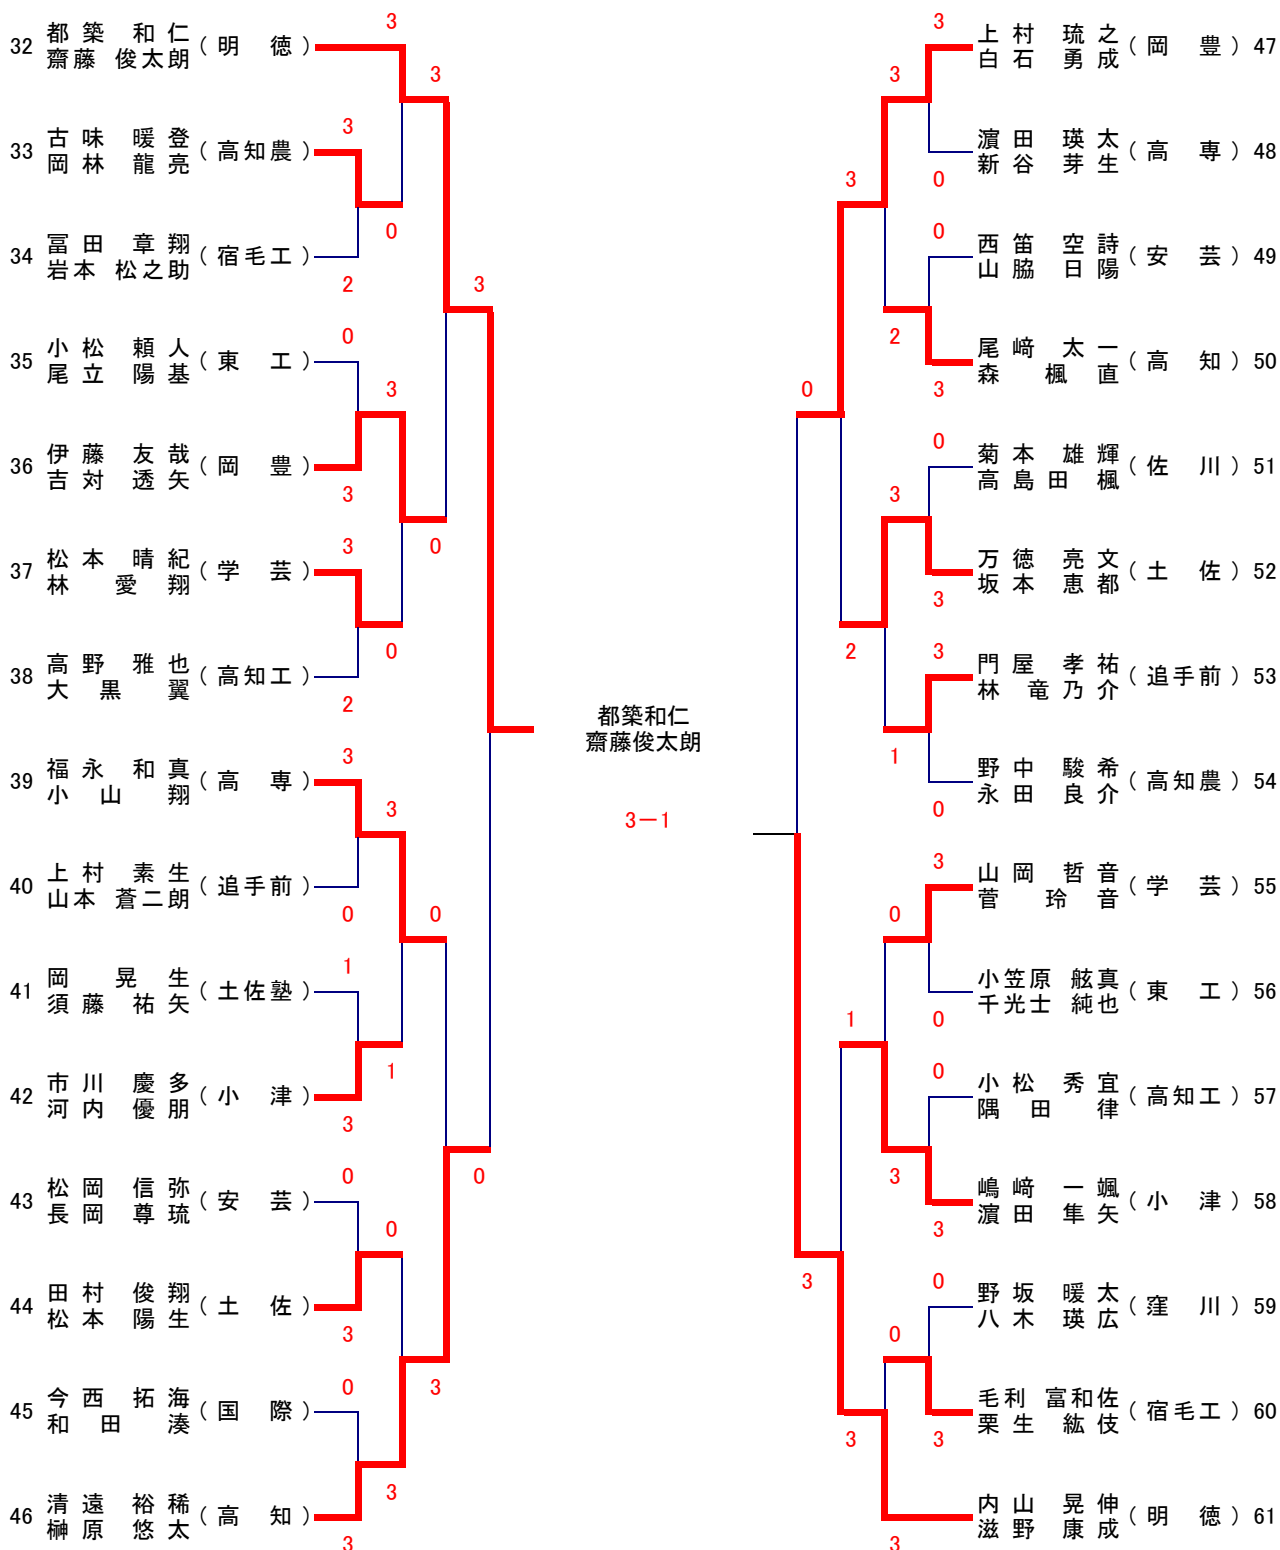 32 都築 和仁 齋藤 俊太朗 (明 徳) 3
3
33 古味 暖登 岡林 龍亮 (高知農) 3
0
34 冨田 章翔 岩本 松之助 (宿毛工) 2
3
35 小松 頼人 尾立 陽基 (東 工) 0
3
36 伊藤 友哉 吉対 透矢 (岡 豊) 3
0
37 松本 晴紀 林 愛翔 (学 芸) 3
0
38 高野 雅也 大黒 翼 (高知工) 2
39 福永 和真 小山 翔 (高 専) 3
3
40 上村 素生 山本 蒼二朗 (追手前) 0
0
41 岡 晃生 須藤 祐矢 (土佐塾) 1
1
42 市川 慶多 河内 優朋 (小 津) 3
0
43 松岡 信弥 長岡 尊琉 (安 芸) 0
0
44 田村 俊翔 松本 陽生 (土 佐) 3
3
45 今西 拓海 和田 湊 (国 際) 0
3
46 清遠 裕稀 榊原 悠太 (高 知) 3
都築和仁
齋藤俊太朗
3−1
3 上村 琉之 白石 勇成 (岡 豊) 47
3
0 濵田 瑛太 新谷 芽生 (高 専) 48
3
0 西笛 空詩 山脇 日陽 (安 芸) 49
2
3 尾﨑 太一 森 楓直 (高 知) 50
0
0 菊本 雄輝 高島田 楓 (佐 川) 51
3
3 万徳 亮文 坂本 恵都 (土 佐) 52
2
3 門屋 孝祐 林 竜乃介 (追手前) 53
1
0 野中 駿希 永田 良介 (高知農) 54
3 山岡 哲音 菅 玲音 (学 芸) 55
0
0 小笠原 舷真 千光士 純也 (東 工) 56
1
0 小松 秀宜 隅田 律 (高知工) 57
3
3 嶋﨑 一颯 濵田 隼矢 (小 津) 58
3
0 野坂 暖太 八木 瑛広 (窪 川) 59
0
3 毛利 富和佐 栗生 紘伎 (宿毛工) 60
3
3 内山 晃伸 滋野 康成 (明 徳) 61